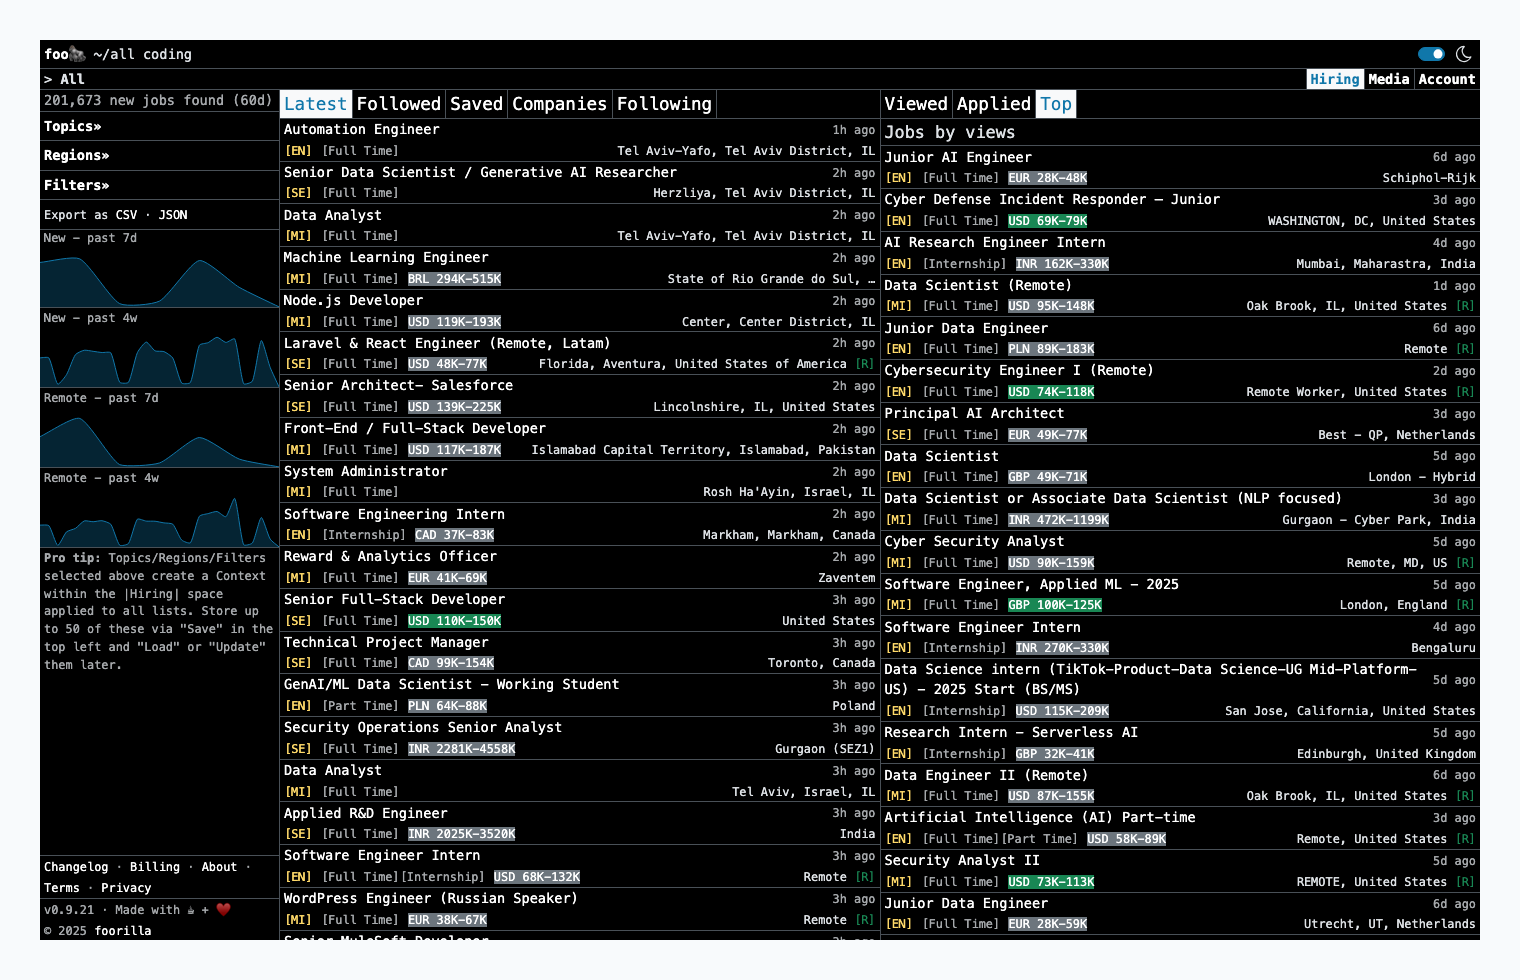 foo🦍 ~/all coding
> All
Hiring Media Account
201,673 new jobs found (60d)
Topics»
Regions»
Filters»
Export as CSV · JSON
New – past 7d
New – past 4w
Remote – past 7d
Remote – past 4w
Pro tip: Topics/Regions/Filters
selected above create a Context
within the |Hiring| space
applied to all lists. Store up
to 50 of these via "Save" in the
top left and "Load" or "Update"
them later.
Changelog · Billing · About ·
Terms · Privacy
v0.9.21 · Made with ☕ + ❤️
© 2025 foorilla
Latest Followed Saved Companies Following
Automation Engineer 1h ago
[EN] [Full Time] Tel Aviv-Yafo, Tel Aviv District, IL
Senior Data Scientist / Generative AI Researcher 2h ago
[SE] [Full Time] Herzliya, Tel Aviv District, IL
Data Analyst 2h ago
[MI] [Full Time] Tel Aviv-Yafo, Tel Aviv District, IL
Machine Learning Engineer 2h ago
[MI] [Full Time] BRL 294K-515K State of Rio Grande do Sul, …
Node.js Developer 2h ago
[MI] [Full Time] USD 119K-193K Center, Center District, IL
Laravel & React Engineer (Remote, Latam) 2h ago
[SE] [Full Time] USD 48K-77K Florida, Aventura, United States of America [R]
Senior Architect- Salesforce 2h ago
[SE] [Full Time] USD 139K-225K Lincolnshire, IL, United States
Front-End / Full-Stack Developer 2h ago
[MI] [Full Time] USD 117K-187K Islamabad Capital Territory, Islamabad, Pakistan
System Administrator 2h ago
[MI] [Full Time] Rosh Ha'Ayin, Israel, IL
Software Engineering Intern 2h ago
[EN] [Internship] CAD 37K-83K Markham, Markham, Canada
Reward & Analytics Officer 2h ago
[MI] [Full Time] EUR 41K-69K Zaventem
Senior Full-Stack Developer 3h ago
[SE] [Full Time] USD 110K-150K United States
Technical Project Manager 3h ago
[SE] [Full Time] CAD 99K-154K Toronto, Canada
GenAI/ML Data Scientist – Working Student 3h ago
[EN] [Part Time] PLN 64K-88K Poland
Security Operations Senior Analyst 3h ago
[SE] [Full Time] INR 2281K-4558K Gurgaon (SEZ1)
Data Analyst 3h ago
[MI] [Full Time] Tel Aviv, Israel, IL
Applied R&D Engineer 3h ago
[SE] [Full Time] INR 2025K-3520K India
Software Engineer Intern 3h ago
[EN] [Full Time][Internship] USD 68K-132K Remote [R]
WordPress Engineer (Russian Speaker) 3h ago
[MI] [Full Time] EUR 38K-67K Remote [R]
Senior MuleSoft Developer 3h ago
Viewed Applied Top
Jobs by views
Junior AI Engineer 6d ago
[EN] [Full Time] EUR 28K-48K Schiphol-Rijk
Cyber Defense Incident Responder – Junior 3d ago
[EN] [Full Time] USD 69K-79K WASHINGTON, DC, United States
AI Research Engineer Intern 4d ago
[EN] [Internship] INR 162K-330K Mumbai, Maharastra, India
Data Scientist (Remote) 1d ago
[MI] [Full Time] USD 95K-148K Oak Brook, IL, United States [R]
Junior Data Engineer 6d ago
[EN] [Full Time] PLN 89K-183K Remote [R]
Cybersecurity Engineer I (Remote) 2d ago
[EN] [Full Time] USD 74K-118K Remote Worker, United States [R]
Principal AI Architect 3d ago
[SE] [Full Time] EUR 49K-77K Best – QP, Netherlands
Data Scientist 5d ago
[EN] [Full Time] GBP 49K-71K London – Hybrid
Data Scientist or Associate Data Scientist (NLP focused) 3d ago
[MI] [Full Time] INR 472K-1199K Gurgaon – Cyber Park, India
Cyber Security Analyst 5d ago
[MI] [Full Time] USD 90K-159K Remote, MD, US [R]
Software Engineer, Applied ML – 2025 5d ago
[MI] [Full Time] GBP 100K-125K London, England [R]
Software Engineer Intern 4d ago
[EN] [Internship] INR 270K-330K Bengaluru
Data Science intern (TikTok-Product-Data Science-UG Mid-Platform-
US) – 2025 Start (BS/MS) 5d ago
[EN] [Internship] USD 115K-209K San Jose, California, United States
Research Intern – Serverless AI 5d ago
[EN] [Internship] GBP 32K-41K Edinburgh, United Kingdom
Data Engineer II (Remote) 6d ago
[MI] [Full Time] USD 87K-155K Oak Brook, IL, United States [R]
Artificial Intelligence (AI) Part-time 3d ago
[EN] [Full Time][Part Time] USD 58K-89K Remote, United States [R]
Security Analyst II 5d ago
[MI] [Full Time] USD 73K-113K REMOTE, United States [R]
Junior Data Engineer 6d ago
[EN] [Full Time] EUR 28K-59K Utrecht, UT, Netherlands